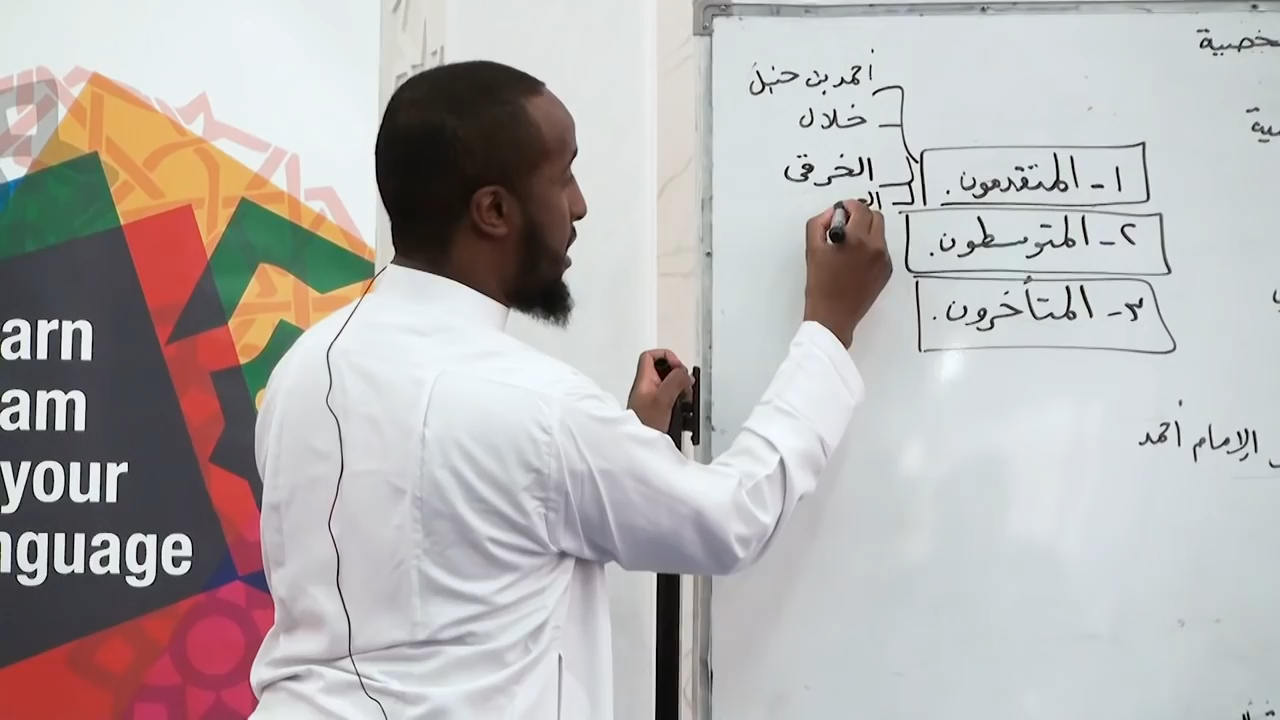 arn
am
your
nguage
أحمد بن حنبل
خلال
الخرقي
١ - المتقدمون.
٢ - المتوسطون.
٣ - المتأخرون.
الإمام أحمد